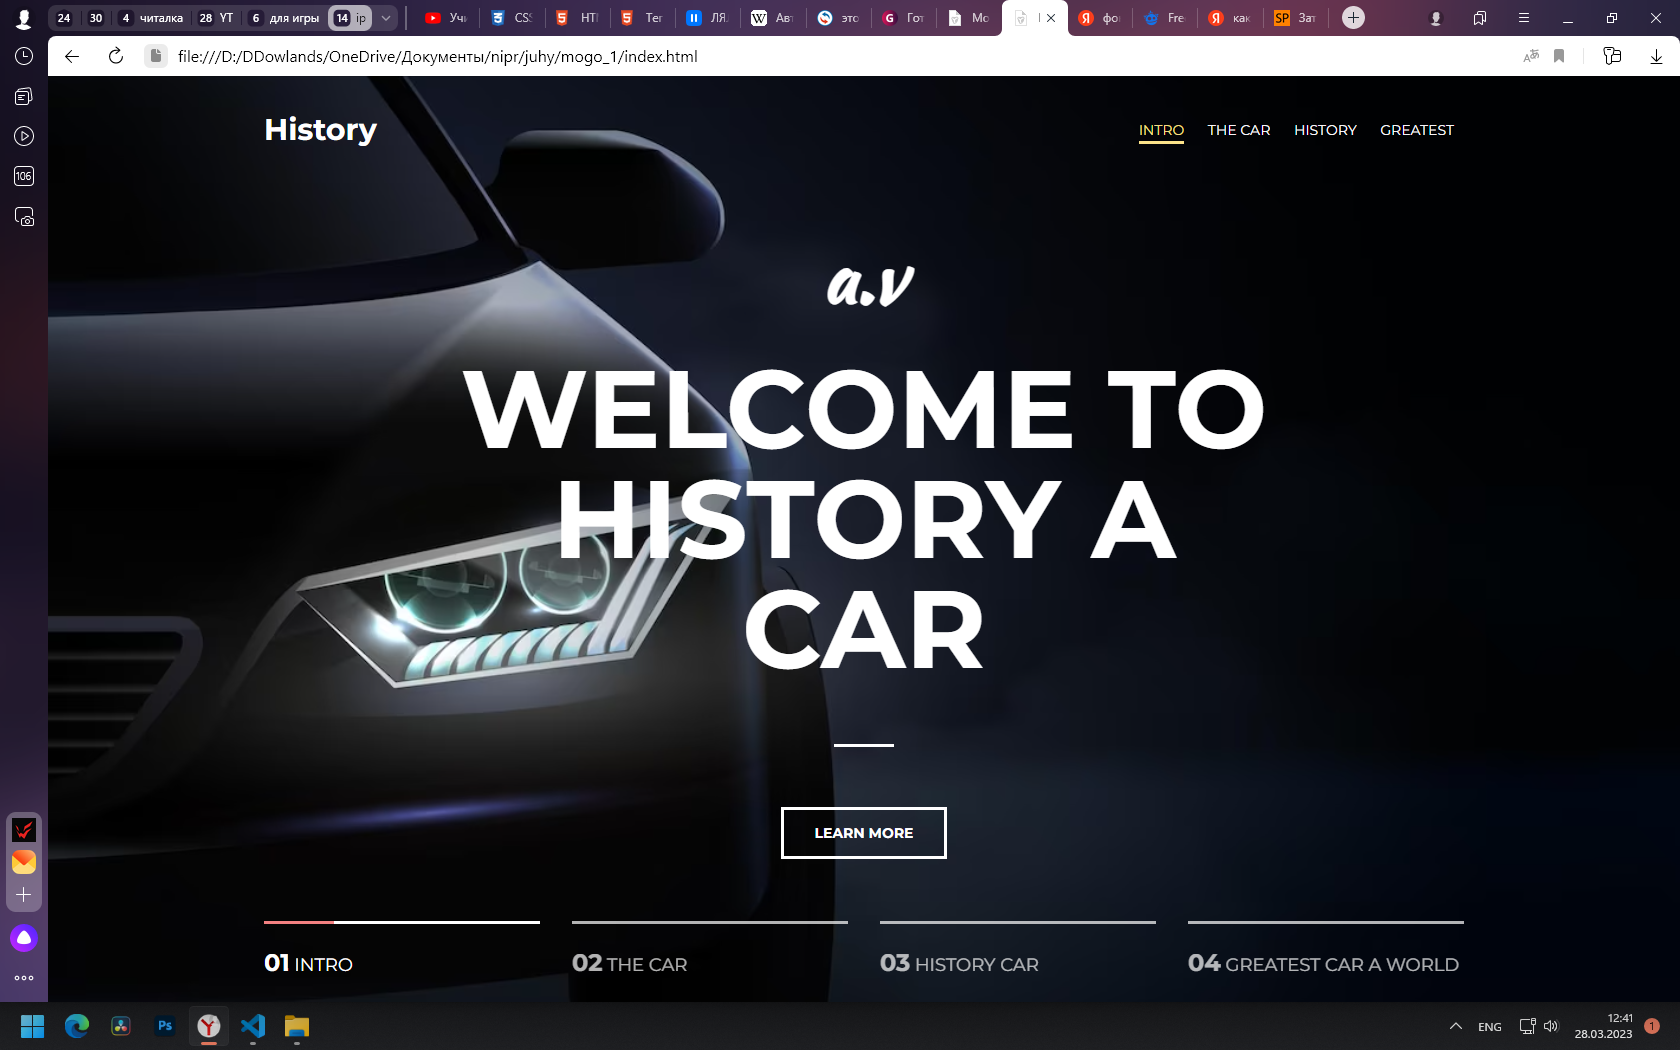 24 30 4 читалка 28 YT 6 для игры 14 ip
Учи CSS HTI Тег ЛЯ Авт это Гот Мо фо Fre как Зат
file:///D:/DDowlands/OneDrive/Документы/nipr/juhy/mogo_1/index.html
106
History
INTRO THE CAR HISTORY GREATEST
a.v
WELCOME TO
HISTORY A
CAR
LEARN MORE
01 INTRO 02 THE CAR 03 HISTORY CAR 04 GREATEST CAR A WORLD
Ps ENG 12:41
28.03.2023 1